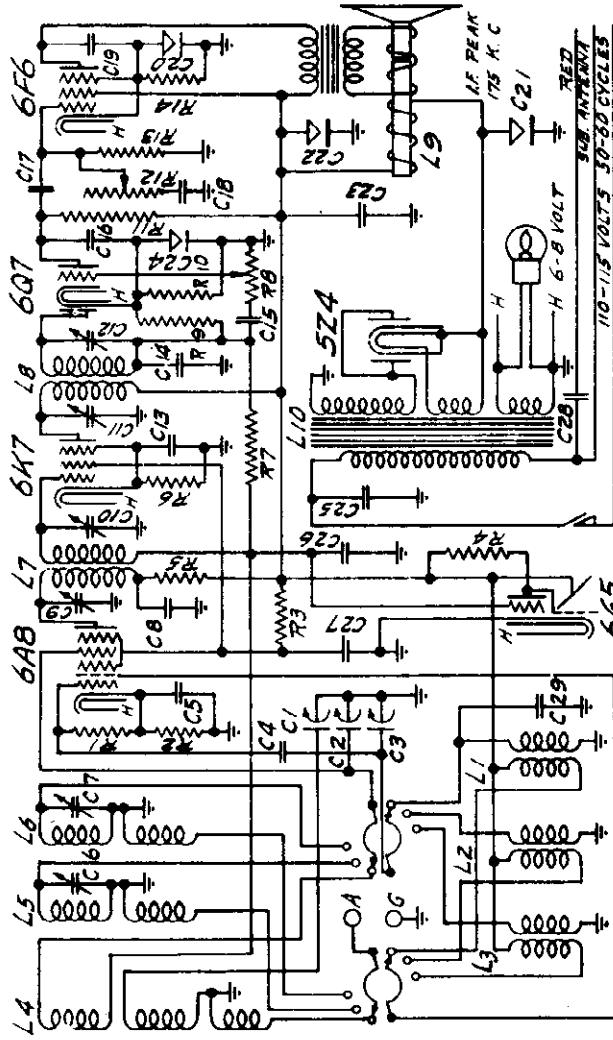 L4
L5
L6
6A8
L7
6K7
L8
6Q7
6F6
C6
C7
C9
C10
C11
C12
C16
C17
C19
H
H
H
H
R1
R2
C5
C8
R5
R6
C13
C14
R9
R10
C24
R11
R12
R13
R14
C20
C18
C4
C1
C2
C3
R3
R7
C15
R8
C22
C23
C27
C26
C25
L10
5Z4
L9
I.F. PEAK
175 K.C
C21
A
G
H
H
6-8 VOLT
L3
L2
L1
C29
H
6G5
R4
C28
RED
SUB. ANTENNA
110-115 VOLTS 50-60 CYCLES